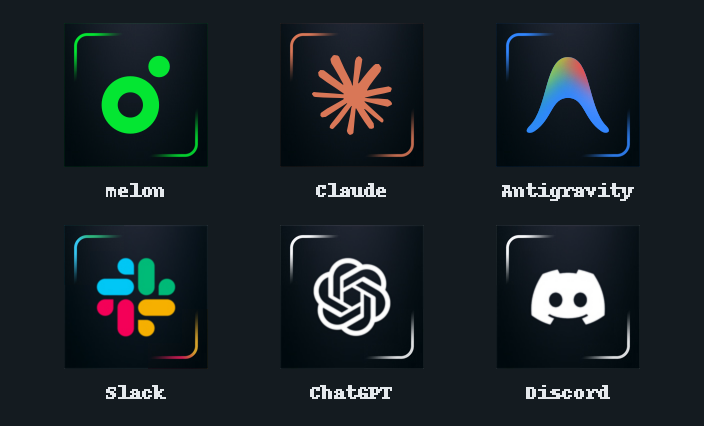 melon
Claude
Antigravity
Slack
ChatGPT
Discord